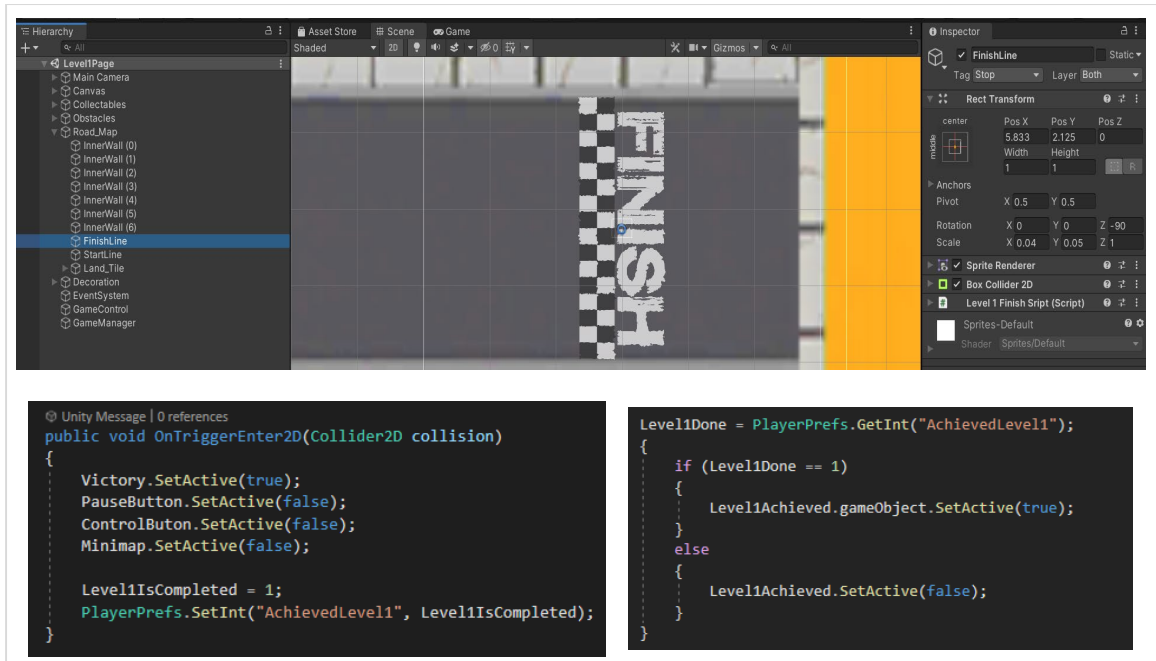 Hierarchy
All
Level1Page
Main Camera
Canvas
Collectables
Obstacles
Road_Map
InnerWall (0)
InnerWall (1)
InnerWall (2)
InnerWall (3)
InnerWall (4)
InnerWall (5)
InnerWall (6)
FinishLine
StartLine
Land_Tile
Decoration
EventSystem
GameControl
GameManager
Asset Store Scene Game
Shaded 2D 0 Gizmos All
FINISH
Inspector
FinishLine Static
Tag Stop Layer Both
Rect Transform
center Pos X Pos Y Pos Z
middle 5.833 2.125 0
Width Height
1 1 R
Anchors
Pivot X 0.5 Y 0.5
Rotation X 0 Y 0 Z -90
Scale X 0.04 Y 0.05 Z 1
Sprite Renderer
Box Collider 2D
# Level 1 Finish Sript (Script)
Sprites-Default
Shader Sprites/Default
Unity Message | 0 references
public void OnTriggerEnter2D(Collider2D collision)
{
Victory.SetActive(true);
PauseButton.SetActive(false);
ControlButon.SetActive(false);
Minimap.SetActive(false);
Level1IsCompleted = 1;
PlayerPrefs.SetInt("AchievedLevel1", Level1IsCompleted);
}
Level1Done = PlayerPrefs.GetInt("AchievedLevel1");
{
if (Level1Done == 1)
{
Level1Achieved.gameObject.SetActive(true);
}
else
{
Level1Achieved.SetActive(false);
}
}